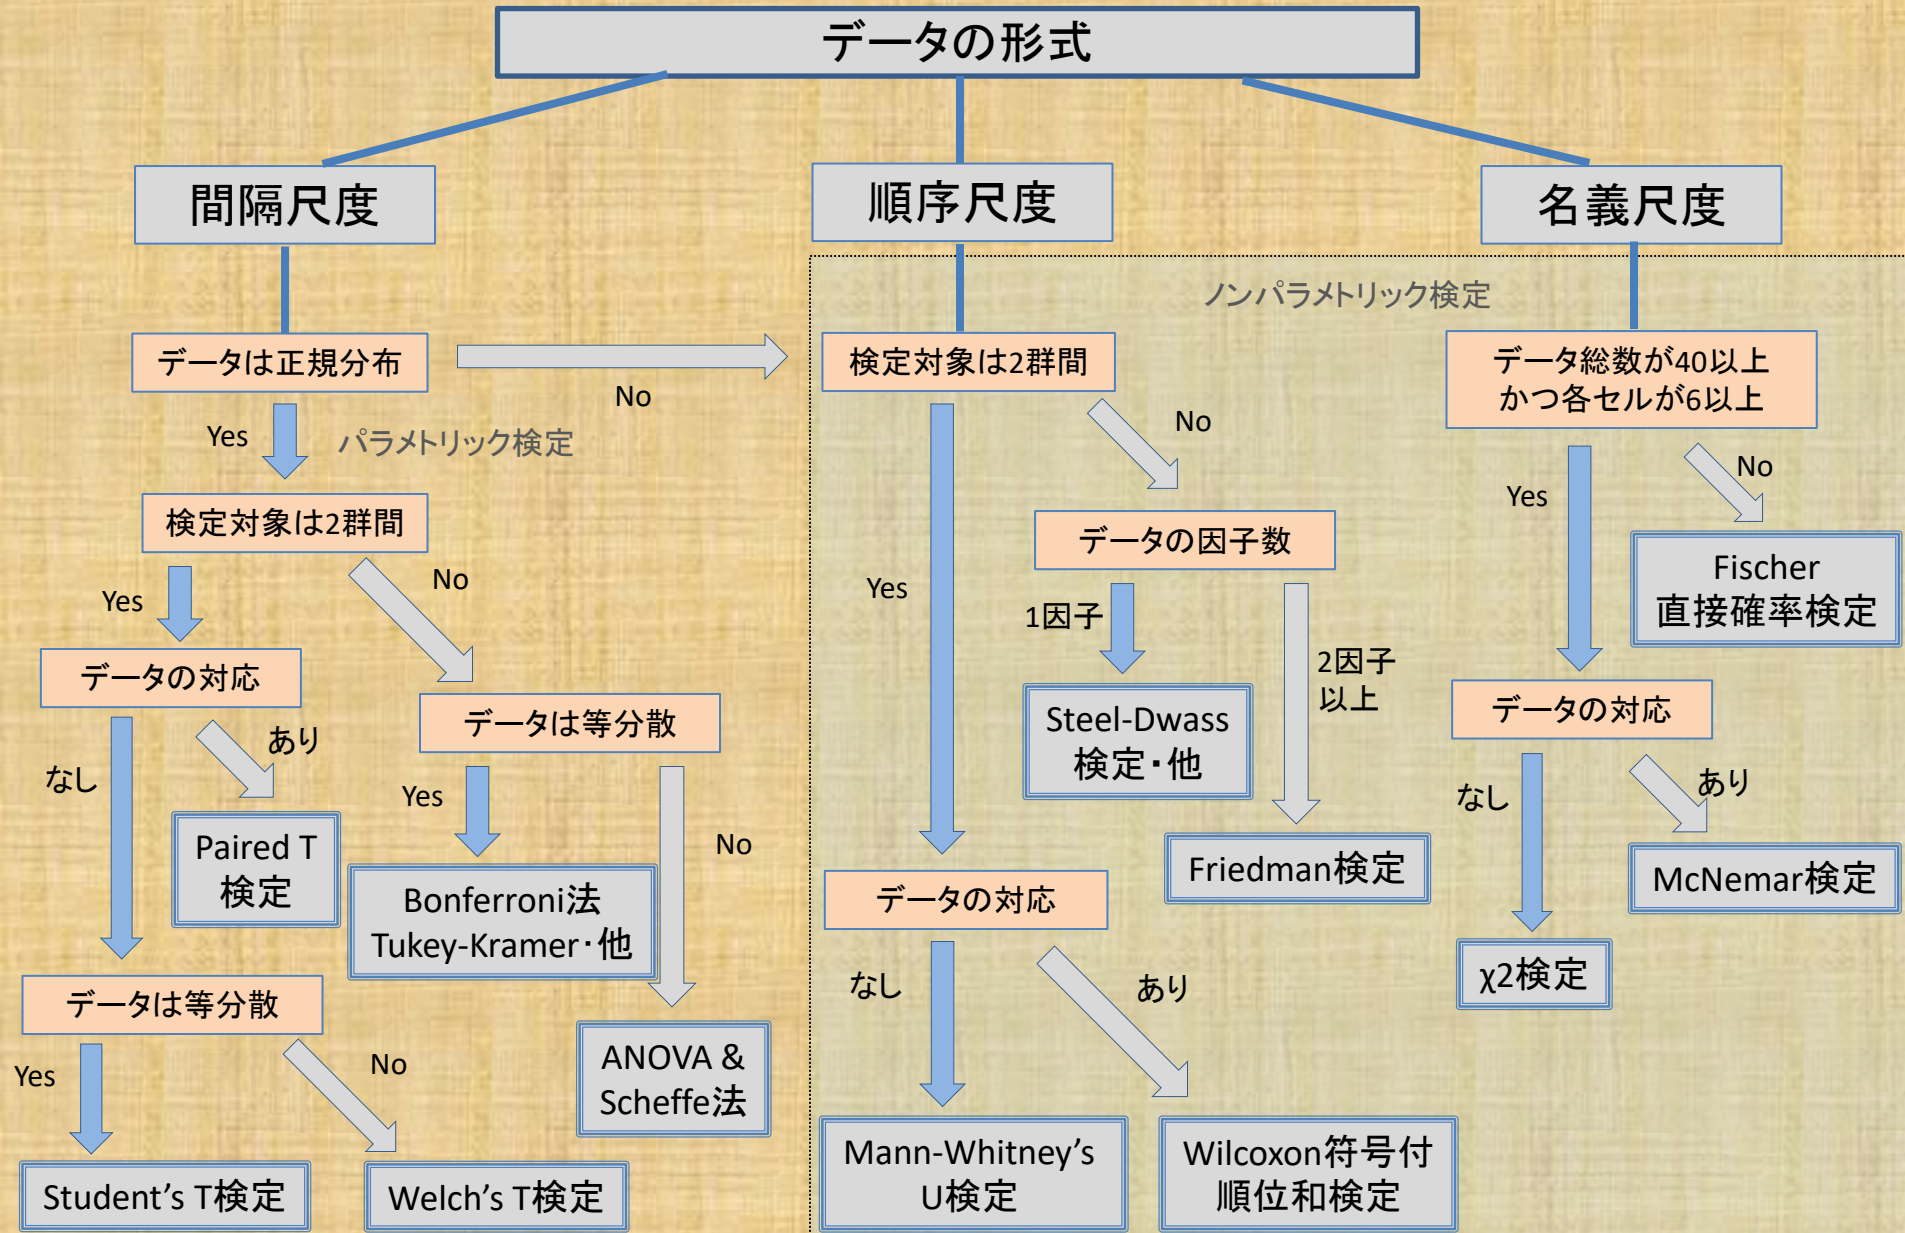 データの形式
間隔尺度
順序尺度
名義尺度
ノンパラメトリック検定
データは正規分布
No
Yes
パラメトリック検定
検定対象は2群間
Yes
No
データの対応
なし
あり
Paired T
検定
データは等分散
Yes
No
Bonferroni法
Tukey-Kramer・他
ANOVA &
Scheffe法
データは等分散
Yes
No
Student’s T検定
Welch’s T検定
検定対象は2群間
Yes
No
データの因子数
1因子
2因子
以上
Steel-Dwass
検定・他
Friedman検定
データの対応
なし
あり
Mann-Whitney’s
U検定
Wilcoxon符号付
順位和検定
データ総数が40以上
かつ各セルが6以上
Yes
No
Fischer
直接確率検定
データの対応
なし
あり
McNemar検定
χ2検定